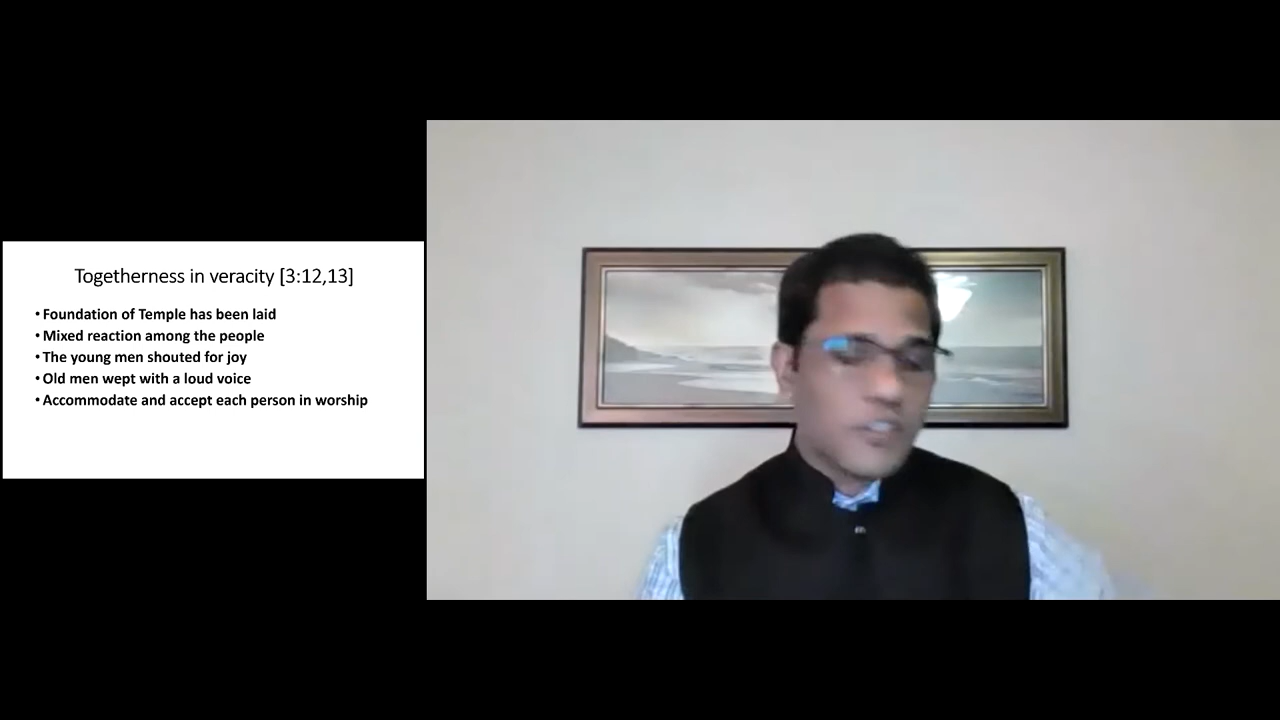 Togetherness in veracity [3:12,13]
• Foundation of Temple has been laid
• Mixed reaction among the people
• The young men shouted for joy
• Old men wept with a loud voice
• Accommodate and accept each person in worship